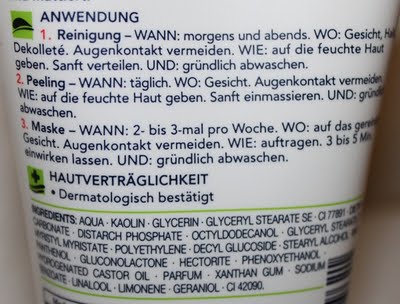 ANWENDUNG
1. Reinigung – WANN: morgens und abends. WO: Gesicht,
Dekolleté. Augenkontakt vermeiden. WIE: auf die feuchte Haut
geben. Sanft verteilen. UND: gründlich abwaschen.
2. Peeling – WANN: täglich. WO: Gesicht. Augenkontakt vermeiden.
WIE: auf die feuchte Haut geben. Sanft einmassieren. UND: gründlich
abwaschen.
3. Maske – WANN: 2- bis 3-mal pro Woche. WO: auf das
Gesicht. Augenkontakt vermeiden. WIE: auftragen. 3 bis 5
einwirken lassen. UND: gründlich abwaschen.
HAUTVERTRÄGLICHKEIT
• Dermatologisch bestätigt
INGREDIENTS: AQUA · KAOLIN · GLYCERIN · GLYCERYL STEARATE SE · CI 77891 ·
CARBONATE · DISTARCH PHOSPHATE · OCTYLDODECANOL · GLYCERYL
MYRISTYL MYRISTATE · POLYETHYLENE · DECYL GLUCOSIDE · STEARYL ALCOHOL
PANTHENOL · GLUCONOLACTONE · HECTORITE · PHENOXYETHANOL ·
HYDROGENATED CASTOR OIL · PARFUM · XANTHAN GUM · SODIUM
BENZOATE · LINALOOL · LIMONENE · GERANIOL · CI 42090.